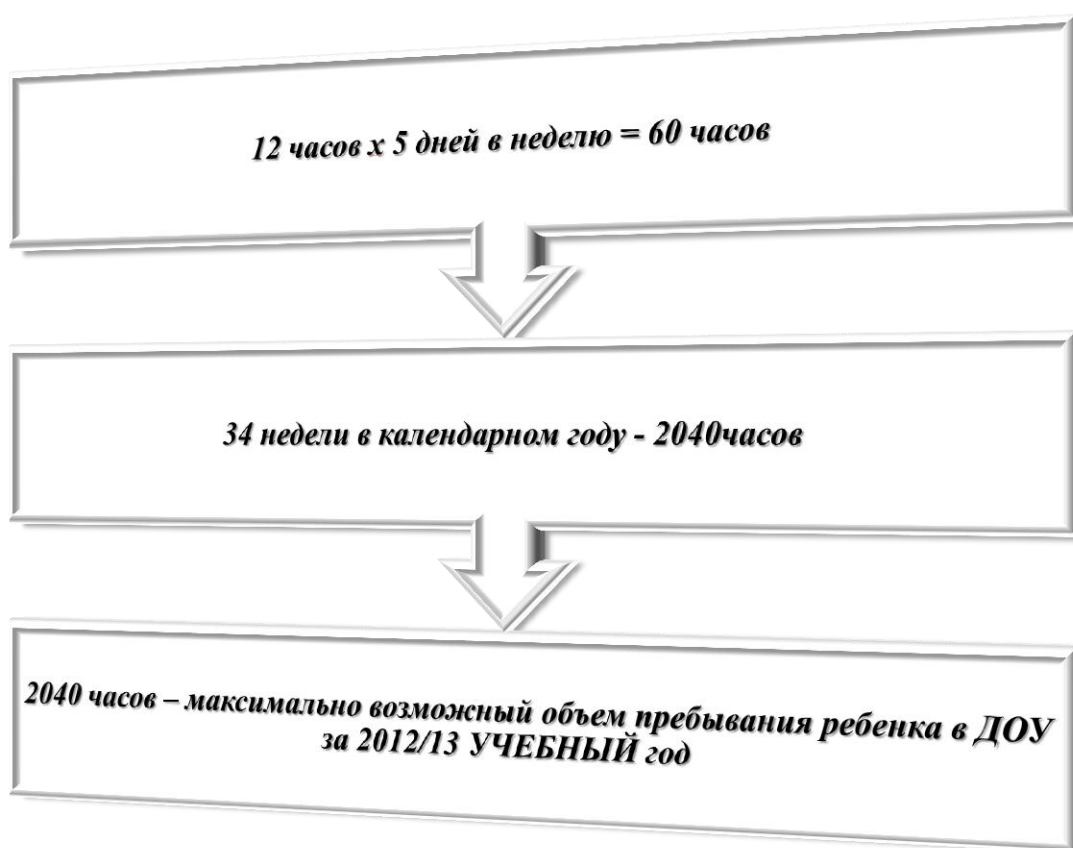 12 часов х 5 дней в неделю = 60 часов
34 недели в календарном году - 2040часов
2040 часов – максимально возможный объем пребывания ребенка в ДОУ
за 2012/13 УЧЕБНЫЙ год